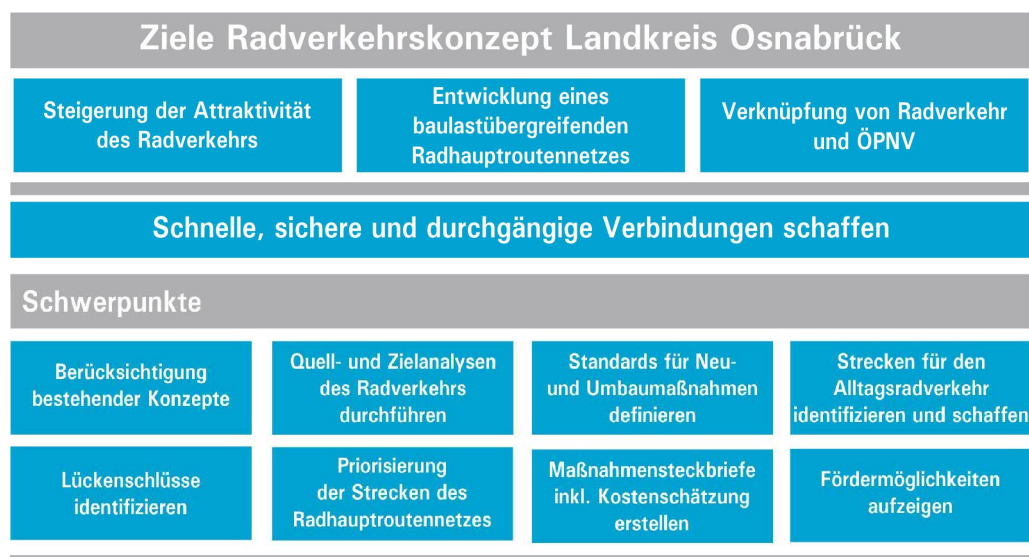 Ziele Radverkehrskonzept Landkreis Osnabrück
Steigerung der Attraktivität
des Radverkehrs
Entwicklung eines
baulastübergreifenden
Radhauptroutennetzes
Verknüpfung von Radverkehr
und ÖPNV
Schnelle, sichere und durchgängige Verbindungen schaffen
Schwerpunkte
Berücksichtigung
bestehender Konzepte
Quell- und Zielanalysen
des Radverkehrs
durchführen
Standards für Neu-
und Umbaumaßnahmen
definieren
Strecken für den
Alltagsradverkehr
identifizieren und schaffen
Lückenschlüsse
identifizieren
Priorisierung
der Strecken des
Radhauptroutennetzes
Maßnahmensteckbriefe
inkl. Kostenschätzung
erstellen
Fördermöglichkeiten
aufzeigen